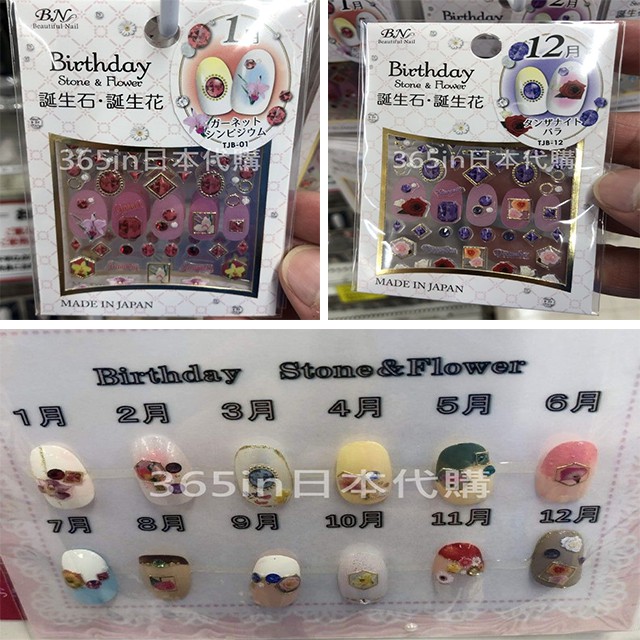 BN
Beautiful Nail
1月
Birthday
Stone & Flower
誕生石・誕生花
ガーネット
シンビジウム
TJB-01
365in日本代購
MADE IN JAPAN
BN
Beautiful Nail
12月
Birthday
Stone & Flower
誕生石・誕生花
タンザナイト
バラ
TJB-12
365in日本代購
MADE IN JAPAN
Birthday Stone&Flower
1月 2月 3月 4月 5月 6月
365in日本代購
7月 8月 9月 10月 11月 12月